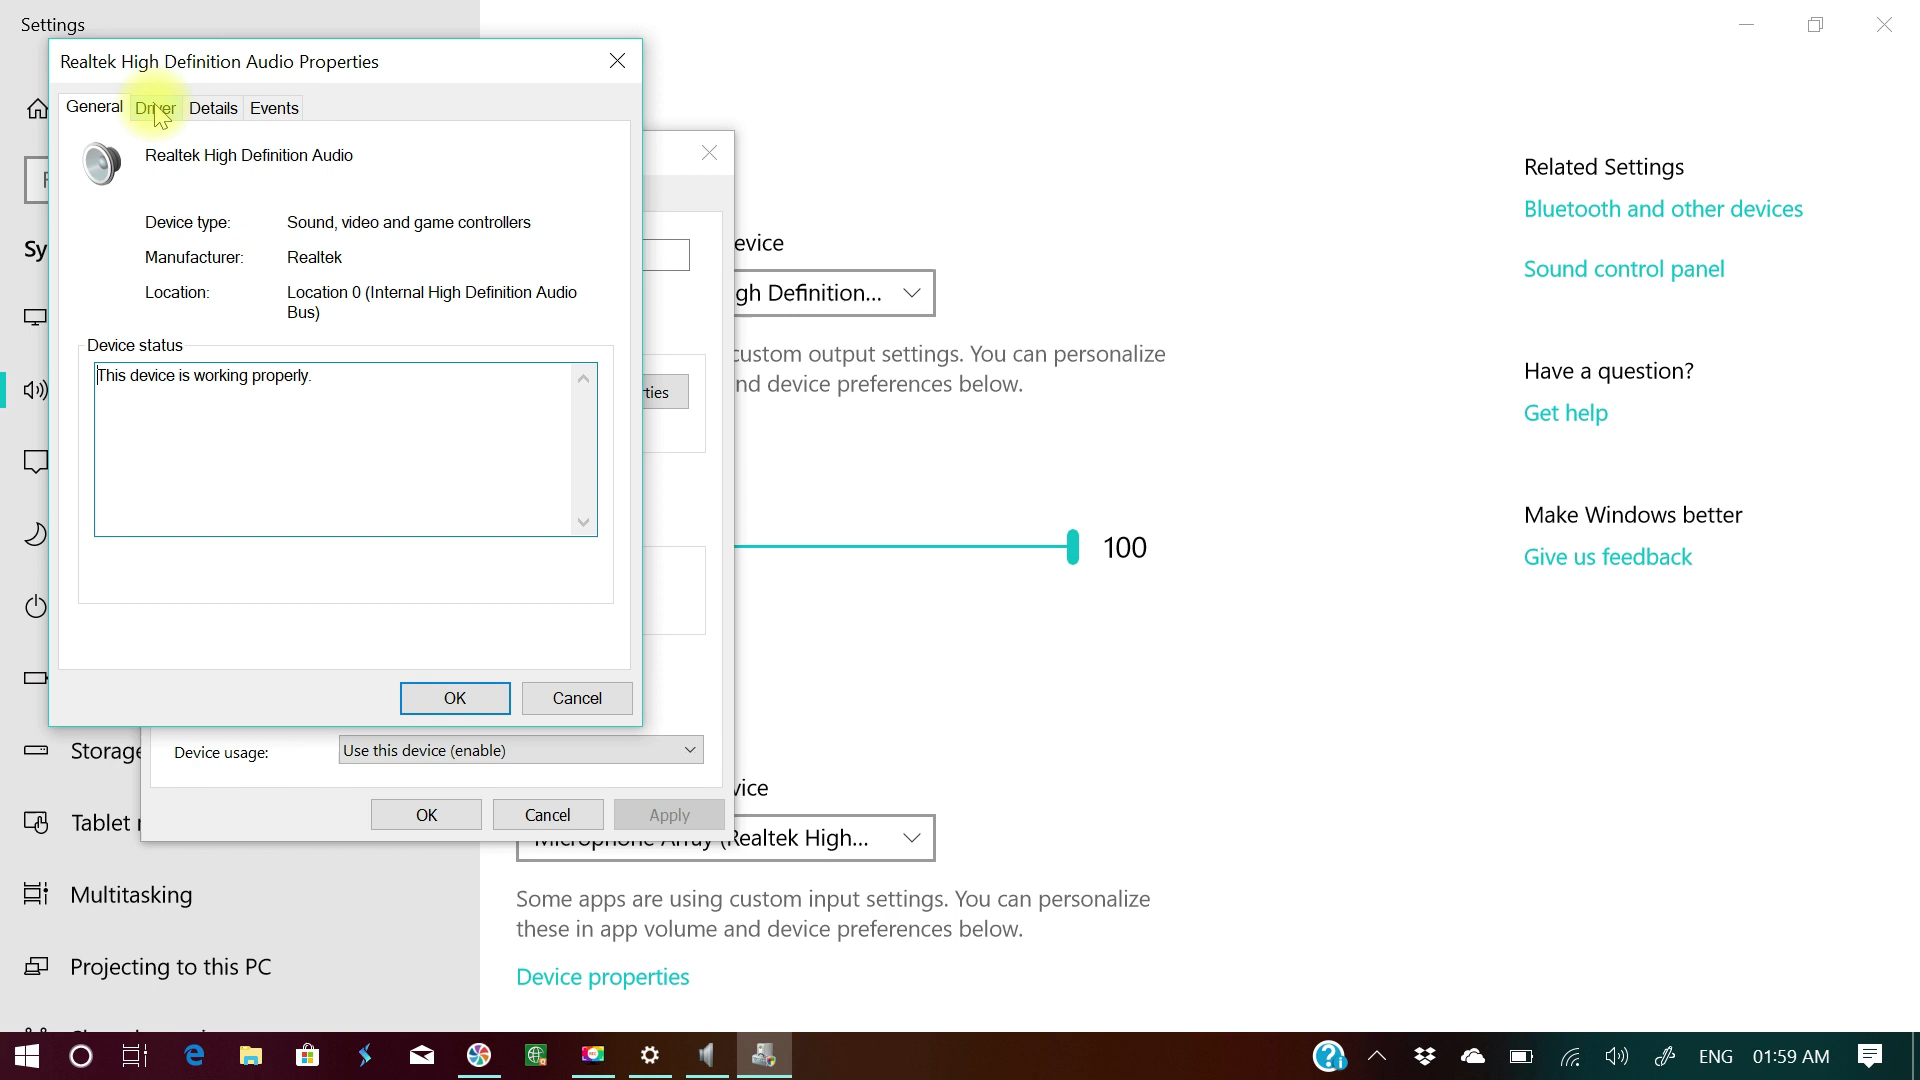 Settings
Realtek High Definition Audio Properties
General Driver Details Events
Realtek High Definition Audio
Device type: Sound, video and game controllers
Manufacturer: Realtek
Location: Location 0 (Internal High Definition Audio
Bus)
Device status
This device is working properly.
OK Cancel
Sy
evice
gh Definition...
custom output settings. You can personalize
nd device preferences below.
rties
100
Device usage: Use this device (enable)
OK Cancel Apply
Storage
Tablet
Multitasking
Projecting to this PC
vice
Microphone Array (Realtek High...
Some apps are using custom input settings. You can personalize
these in app volume and device preferences below.
Device properties
Related Settings
Bluetooth and other devices
Sound control panel
Have a question?
Get help
Make Windows better
Give us feedback
ENG 01:59 AM